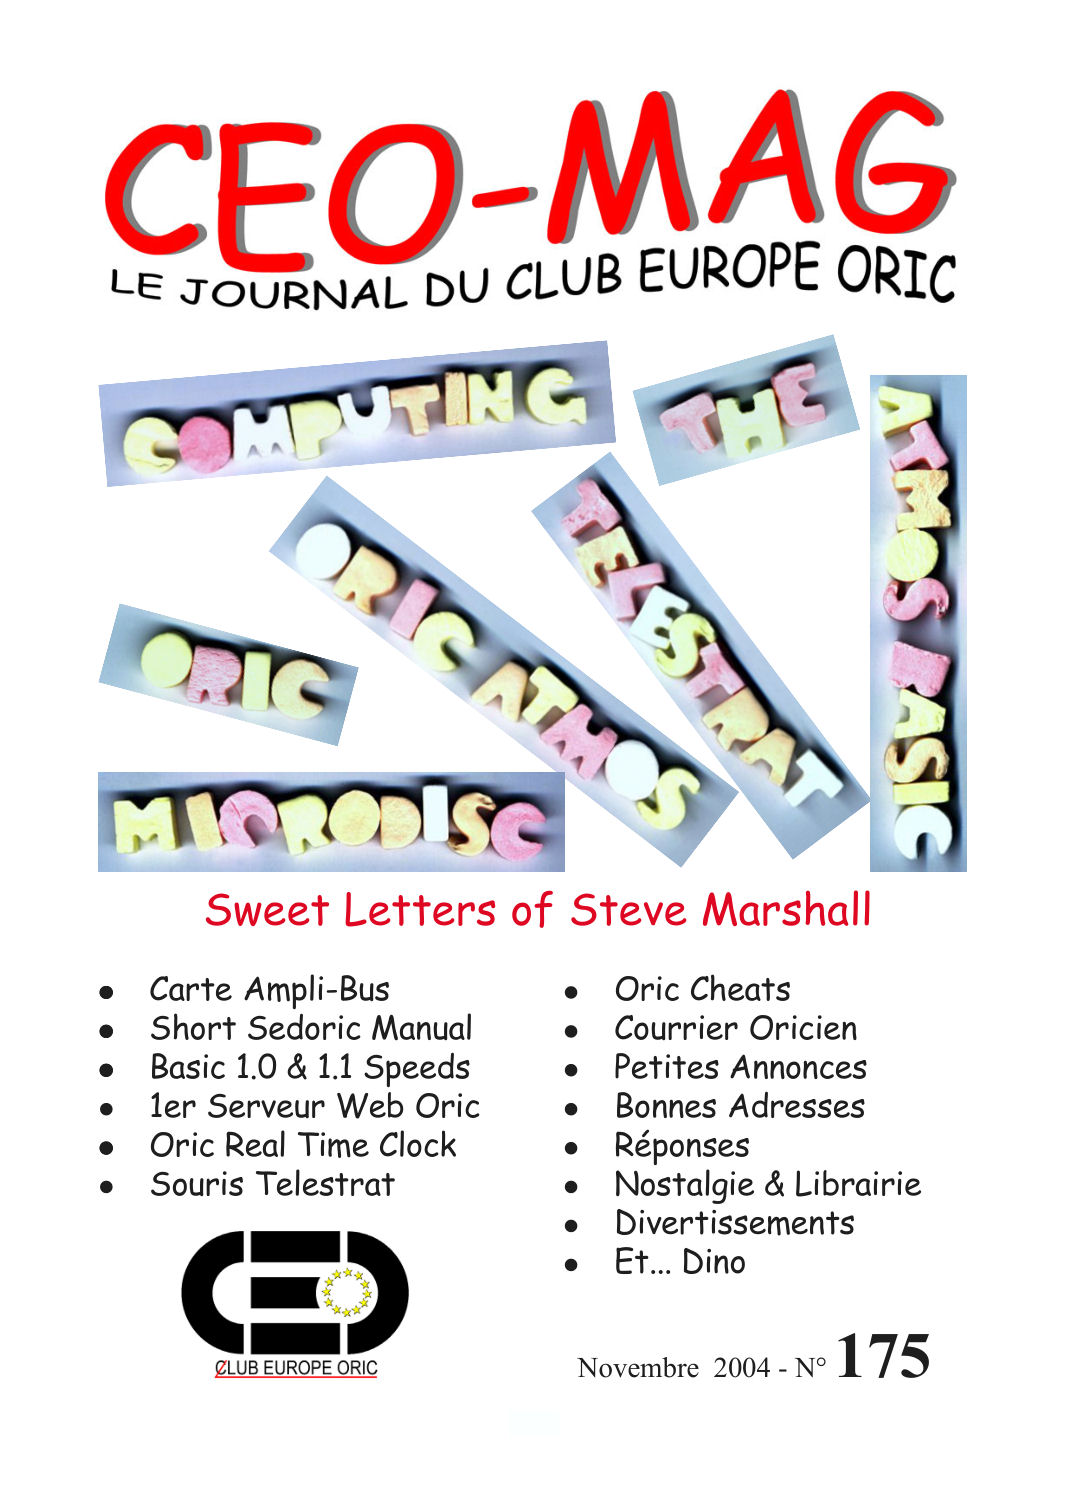 CEO-MAG
LE JOURNAL DU CLUB EUROPE ORIC
COMPUTING
THE
ATMOS BASIC
ORIC ATMOS
TELESTRAT
ORIC
MICRODISC
Sweet Letters of Steve Marshall
• Carte Ampli-Bus
• Short Sedoric Manual
• Basic 1.0 & 1.1 Speeds
• 1er Serveur Web Oric
• Oric Real Time Clock
• Souris Telestrat
• Oric Cheats
• Courrier Oricien
• Petites Annonces
• Bonnes Adresses
• Réponses
• Nostalgie & Librairie
• Divertissements
• Et... Dino
CEO
CLUB EUROPE ORIC
Novembre 2004 - N° 175